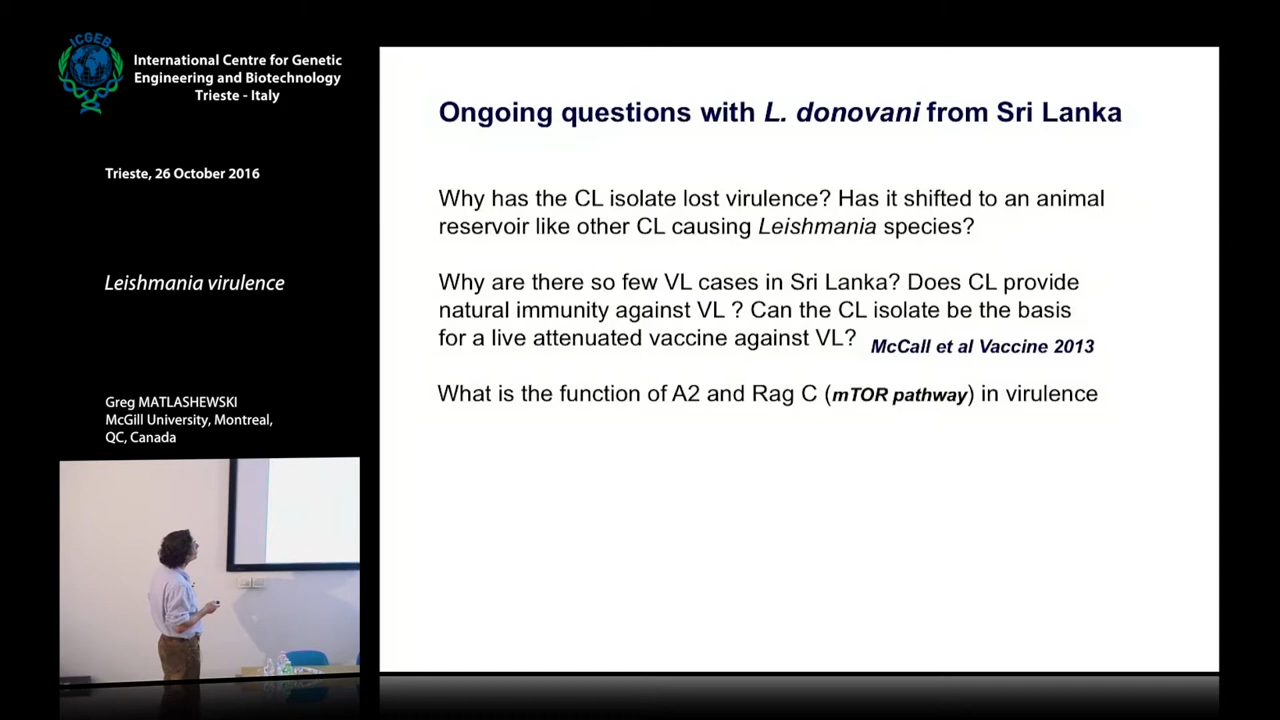 ICGEB
International Centre for Genetic
Engineering and Biotechnology
Trieste - Italy
Trieste, 26 October 2016
Leishmania virulence
Greg MATLASHEWSKI
McGill University, Montreal,
QC, Canada
Ongoing questions with L. donovani from Sri Lanka
Why has the CL isolate lost virulence? Has it shifted to an animal
reservoir like other CL causing Leishmania species?
Why are there so few VL cases in Sri Lanka? Does CL provide
natural immunity against VL ? Can the CL isolate be the basis
for a live attenuated vaccine against VL?
McCall et al Vaccine 2013
What is the function of A2 and Rag C (mTOR pathway) in virulence